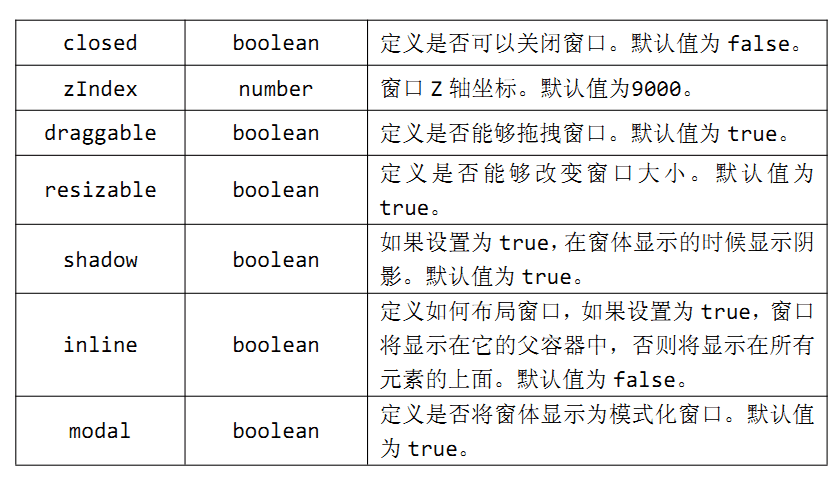 closed boolean 定义是否可以关闭窗口。默认值为 false。
zIndex number 窗口 Z 轴坐标。默认值为9000。
draggable boolean 定义是否能够拖拽窗口。默认值为 true。
resizable boolean 定义是否能够改变窗口大小。默认值为
true。
shadow boolean 如果设置为 true,在窗体显示的时候显示阴
影。默认值为 true。
inline boolean 定义如何布局窗口,如果设置为 true,窗口
将显示在它的父容器中,否则将显示在所有
元素的上面。默认值为 false。
modal boolean 定义是否将窗体显示为模式化窗口。默认值
为 true。